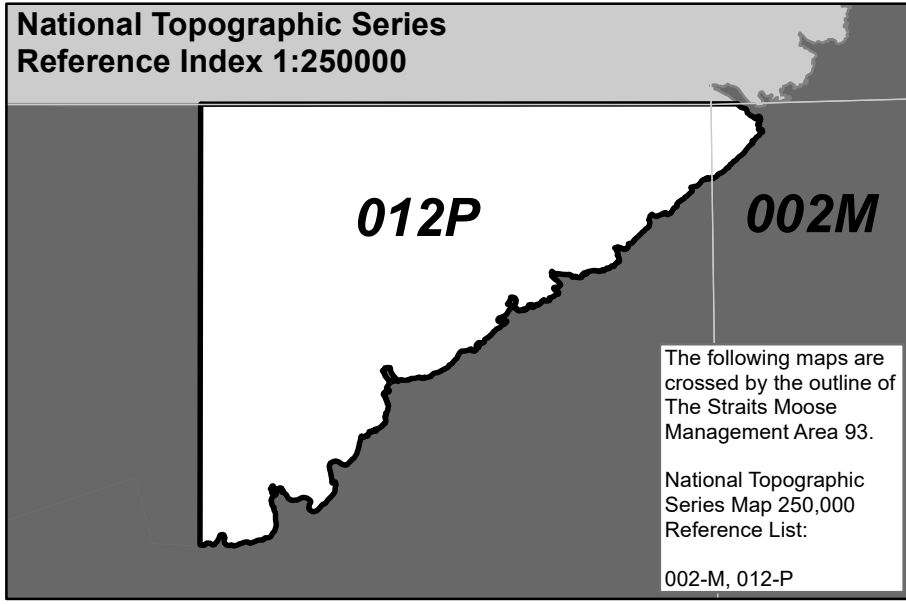 National Topographic Series
Reference Index 1:250000
012P
002M
The following maps are
crossed by the outline of
The Straits Moose
Management Area 93.
National Topographic
Series Map 250,000
Reference List:
002-M, 012-P